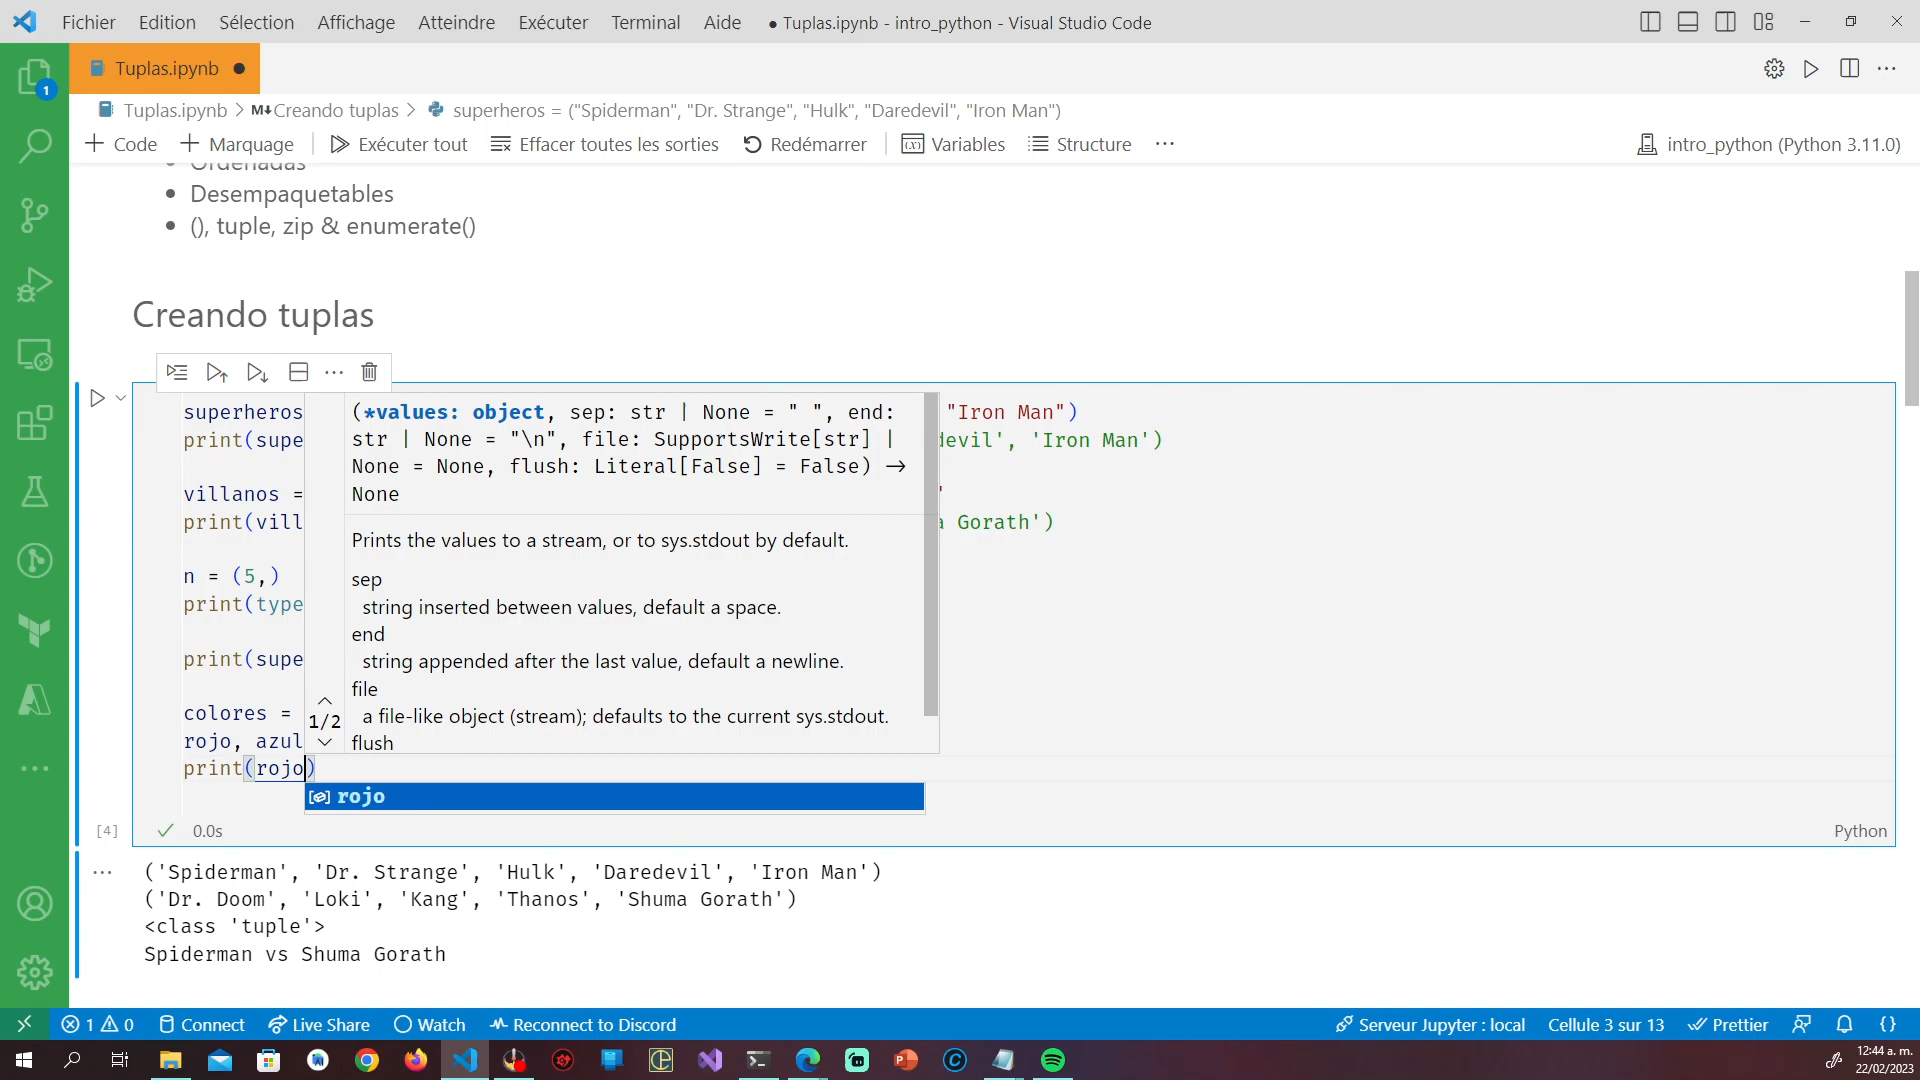 Fichier Edition Sélection Affichage Atteindre Exécuter Terminal Aide ● Tuplas.ipynb - intro_python - Visual Studio Code
Tuplas.ipynb ●
Tuplas.ipynb > M↓Creando tuplas > superheros = ("Spiderman", "Dr. Strange", "Hulk", "Daredevil", "Iron Man")
+ Code + Marquage Exécuter tout Effacer toutes les sorties Redémarrer Variables Structure ··· intro_python (Python 3.11.0)
1
• Ordenadas
• Desempaquetables
• (), tuple, zip & enumerate()
Creando tuplas
superheros "Iron Man")
print(supe devil', 'Iron Man')
villanos = '
print(vill a Gorath')
n = (5,)
print(type
print(supe
colores =
rojo, azul
print(rojo)
(*values: object, sep: str | None = " ", end:
str | None = "\n", file: SupportsWrite[str] |
None = None, flush: Literal[False] = False) →
None
Prints the values to a stream, or to sys.stdout by default.
sep
string inserted between values, default a space.
end
string appended after the last value, default a newline.
file
a file-like object (stream); defaults to the current sys.stdout.
flush
1/2
rojo
[4] ✓ 0.0s Python
··· ('Spiderman', 'Dr. Strange', 'Hulk', 'Daredevil', 'Iron Man')
('Dr. Doom', 'Loki', 'Kang', 'Thanos', 'Shuma Gorath')
<class 'tuple'>
Spiderman vs Shuma Gorath
1 0 Connect Live Share Watch Reconnect to Discord Serveur Jupyter : local Cellule 3 sur 13 Prettier {}
12:44 a. m.
22/02/2023